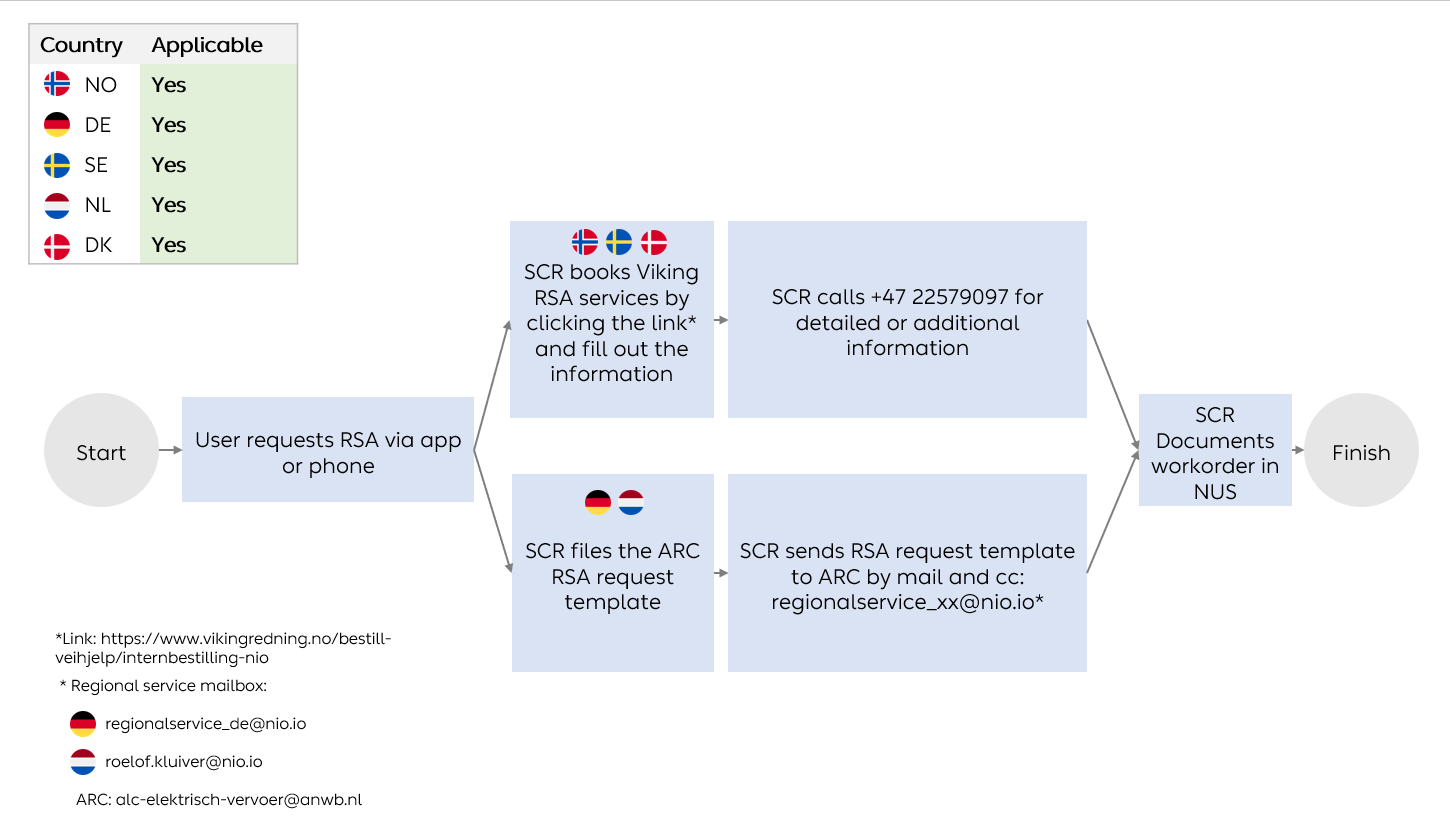 Country Applicable
NO Yes
DE Yes
SE Yes
NL Yes
DK Yes
Start
User requests RSA via app
or phone
SCR books Viking
RSA services by
clicking the link*
and fill out the
information
SCR calls +47 22579097 for
detailed or additional
information
SCR files the ARC
RSA request
template
SCR sends RSA request template
to ARC by mail and cc:
regionalservice_xx@nio.io*
SCR
Documents
workorder in
NUS
Finish
*Link: https://www.vikingredning.no/bestill-
veihjelp/internbestilling-nio
* Regional service mailbox:
regionalservice_de@nio.io
roelof.kluiver@nio.io
ARC: alc-elektrisch-vervoer@anwb.nl